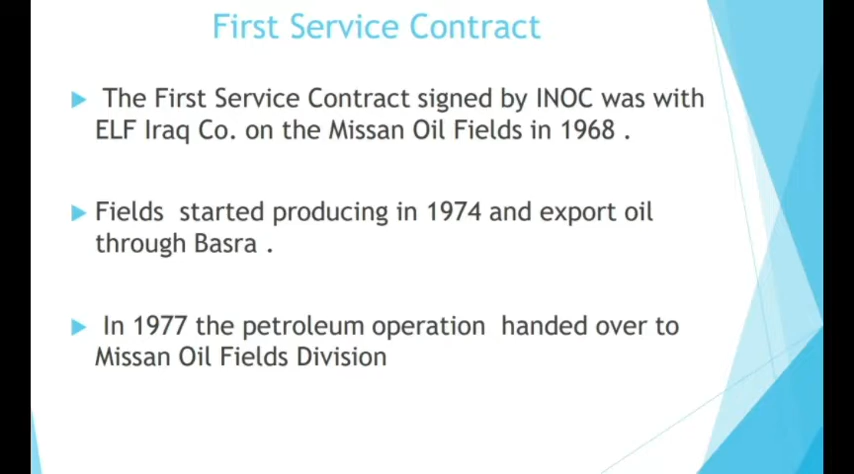 First Service Contract
The First Service Contract signed by INOC was with
ELF Iraq Co. on the Missan Oil Fields in 1968 .
Fields started producing in 1974 and export oil
through Basra .
In 1977 the petroleum operation handed over to
Missan Oil Fields Division